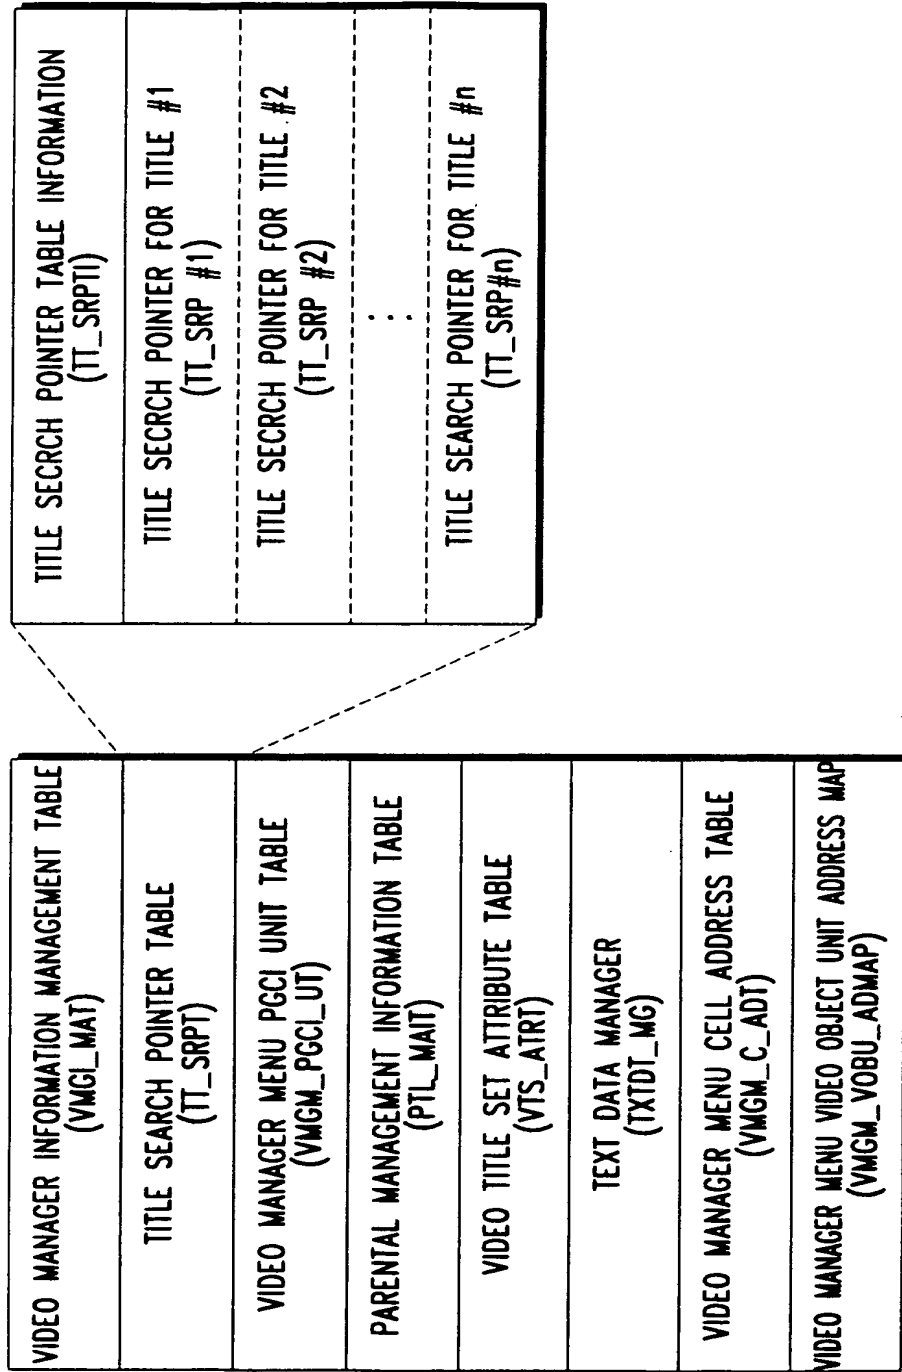 VIDEO MANAGER INFORMATION MANAGEMENT TABLE
(VMGI_MAT)
TITLE SEARCH POINTER TABLE
(TT_SRPT)
VIDEO MANAGER MENU PGCI UNIT TABLE
(VMGM_PGCI_UT)
PARENTAL MANAGEMENT INFORMATION TABLE
(PTL_MAIT)
VIDEO TITLE SET ATTRIBUTE TABLE
(VTS_ATRT)
TEXT DATA MANAGER
(TXTDT_MG)
VIDEO MANAGER MENU CELL ADDRESS TABLE
(VMGM_C_ADT)
VIDEO MANAGER MENU VIDEO OBJECT UNIT ADDRESS MAP
(VMGM_VOBU_ADMAP)
TITLE SECRCH POINTER TABLE INFORMATION
(TT_SRPTI)
TITLE SECRCH POINTER FOR TITLE #1
(TT_SRP #1)
TITLE SECRCH POINTER FOR TITLE #2
(TT_SRP #2)
. . .
TITLE SEARCH POINTER FOR TITLE #n
(TT_SRP#n)